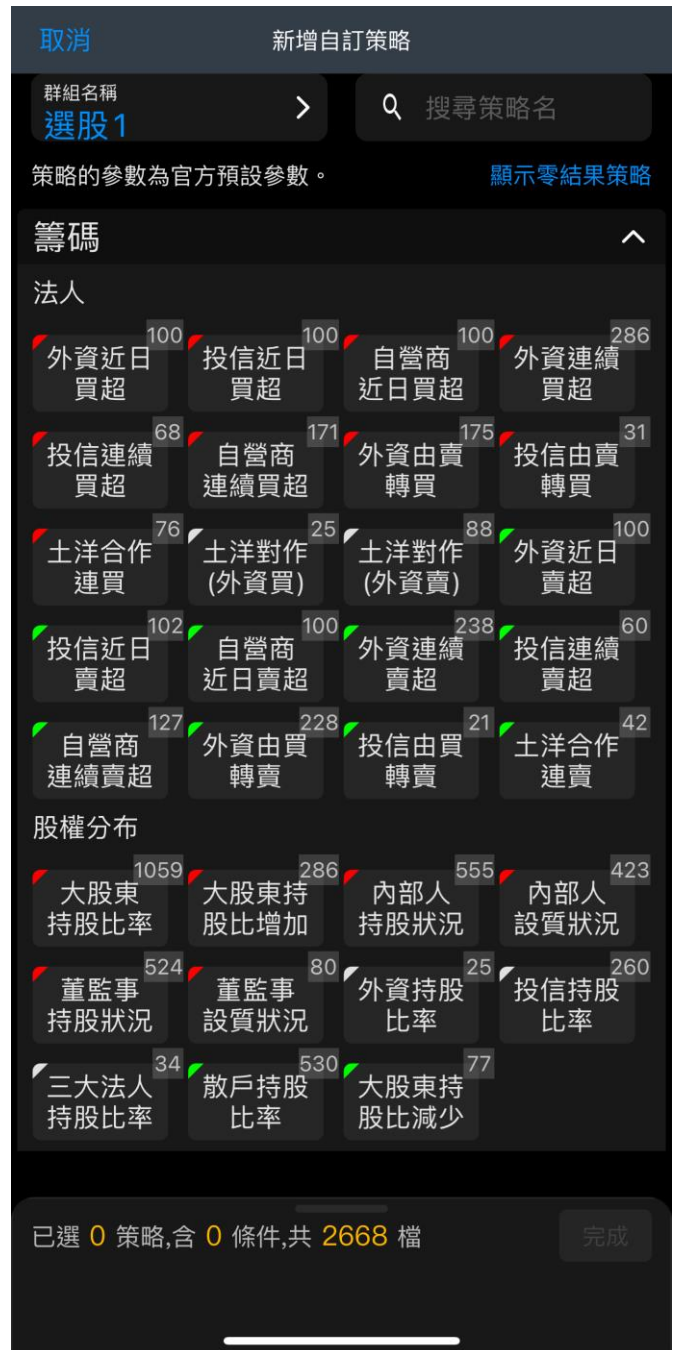 取消
新增自訂策略
群組名稱
選股1
搜尋策略名
策略的參數為官方預設參數。
顯示零結果策略
籌碼
法人
100
外資近日
買超
100
投信近日
買超
100
自營商
近日買超
286
外資連續
買超
68
投信連續
買超
171
自營商
連續買超
175
外資由賣
轉買
31
投信由賣
轉買
76
土洋合作
連買
25
土洋對作
(外資買)
88
土洋對作
(外資賣)
100
外資近日
賣超
102
投信近日
賣超
100
自營商
近日賣超
238
外資連續
賣超
60
投信連續
賣超
127
自營商
連續賣超
228
外資由買
轉賣
21
投信由買
轉賣
42
土洋合作
連賣
股權分布
1059
大股東
持股比率
286
大股東持
股比增加
555
內部人
持股狀況
423
內部人
設質狀況
524
董監事
持股狀況
80
董監事
設質狀況
25
外資持股
比率
260
投信持股
比率
34
三大法人
持股比率
530
散戶持股
比率
77
大股東持
股比減少
已選 0 策略,含 0 條件,共 2668 檔
完成